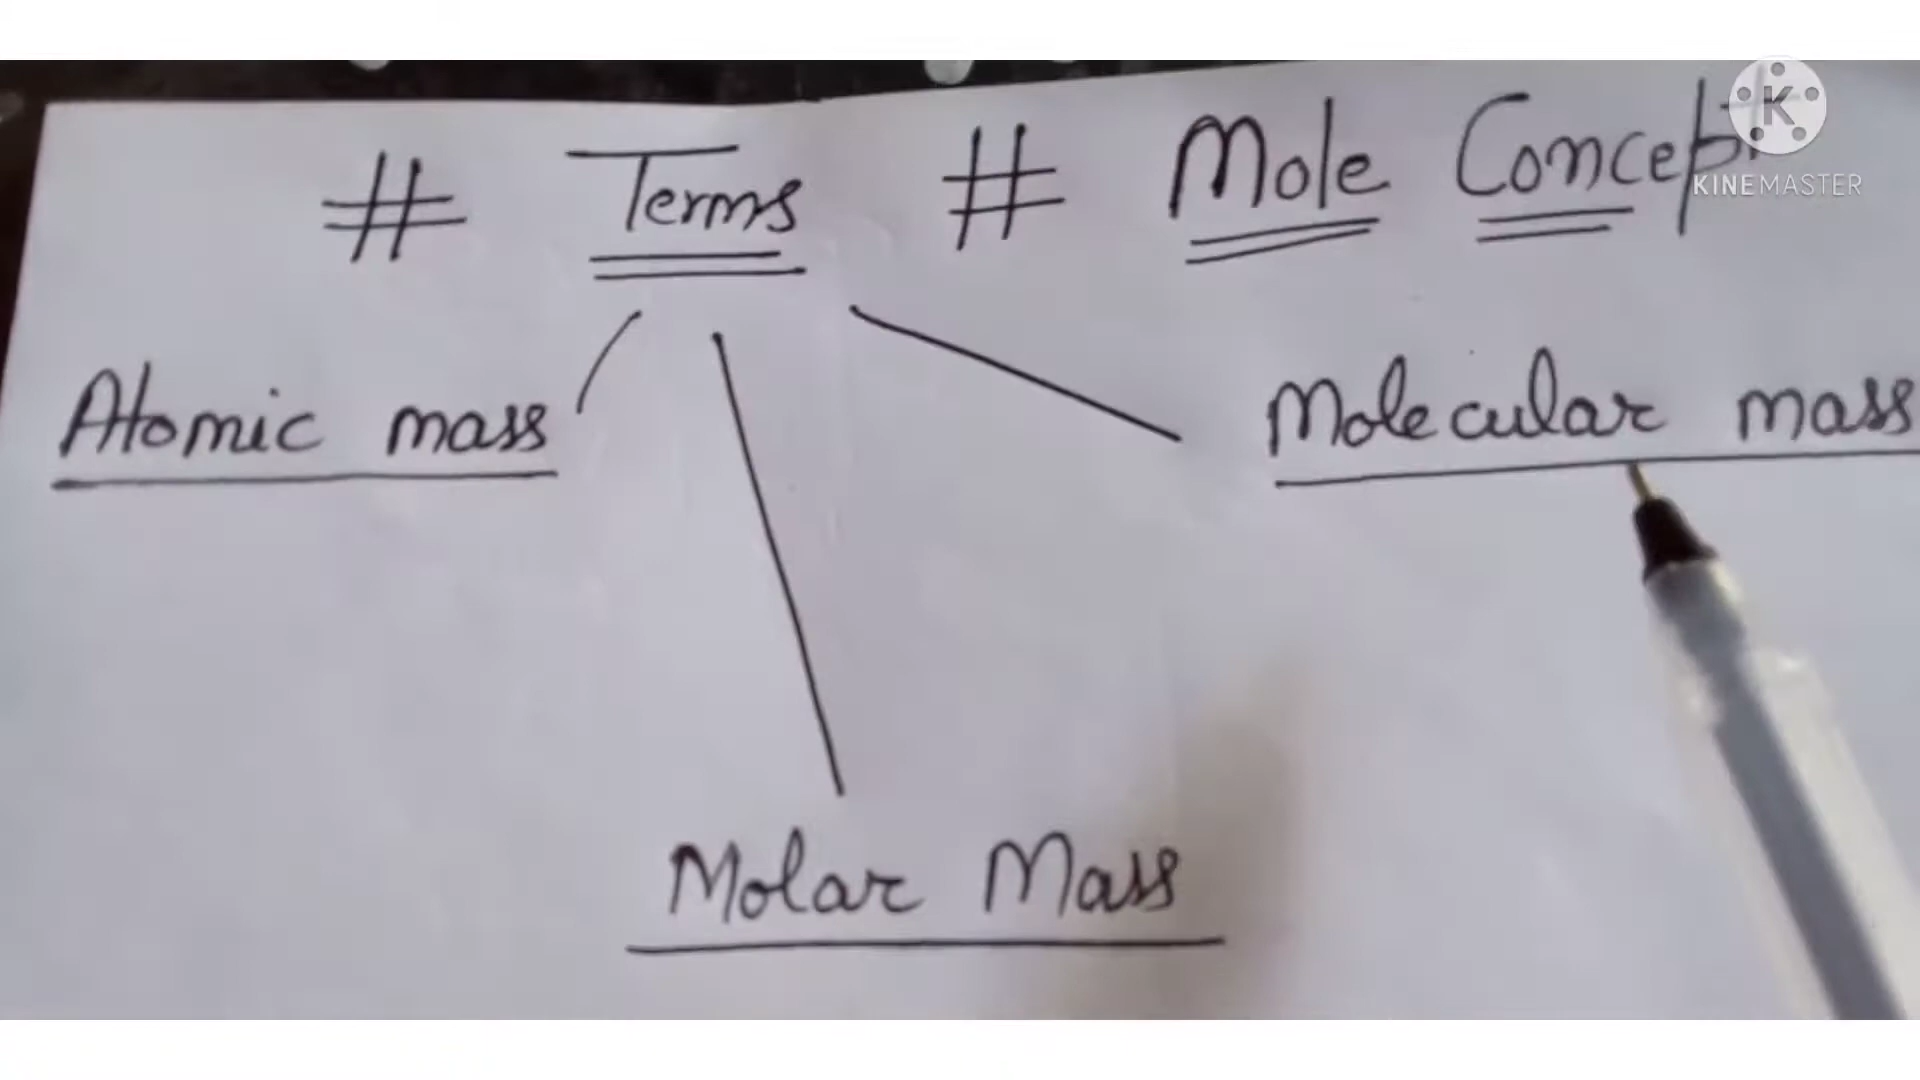 # Terms # Mole Concept
K
KINEMASTER
Atomic mass
Molecular mass
Molar Mass